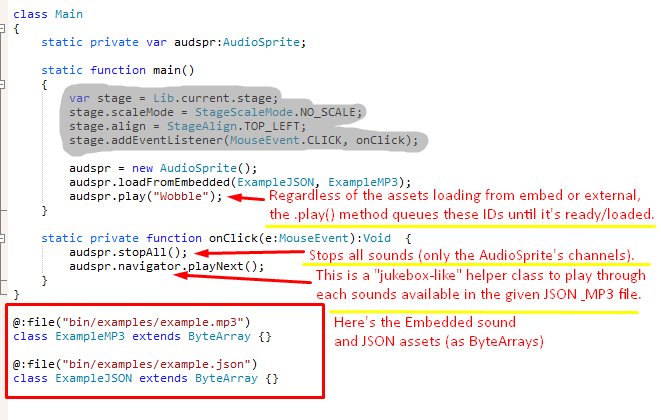 class Main
{
static private var audspr:AudioSprite;
static function main()
{
var stage = Lib.current.stage;
stage.scaleMode = StageScaleMode.NO_SCALE;
stage.align = StageAlign.TOP_LEFT;
stage.addEventListener(MouseEvent.CLICK, onClick);
audspr = new AudioSprite();
audspr.loadFromEmbedded(ExampleJSON, ExampleMP3);
audspr.play("Wobble");
Regardless of the assets loading from embed or external,
the .play() method queues these IDs until it's ready/loaded.
}
static private function onClick(e:MouseEvent):Void {
audspr.stopAll();
Stops all sounds (only the AudioSprite's channels).
audspr.navigator.playNext();
This is a "jukebox-like" helper class to play through
each sounds available in the given JSON _MP3 file.
}
}
@:file("bin/examples/example.mp3")
class ExampleMP3 extends ByteArray {}
Here's the Embedded sound
and JSON assets (as ByteArrays)
@:file("bin/examples/example.json")
class ExampleJSON extends ByteArray {}